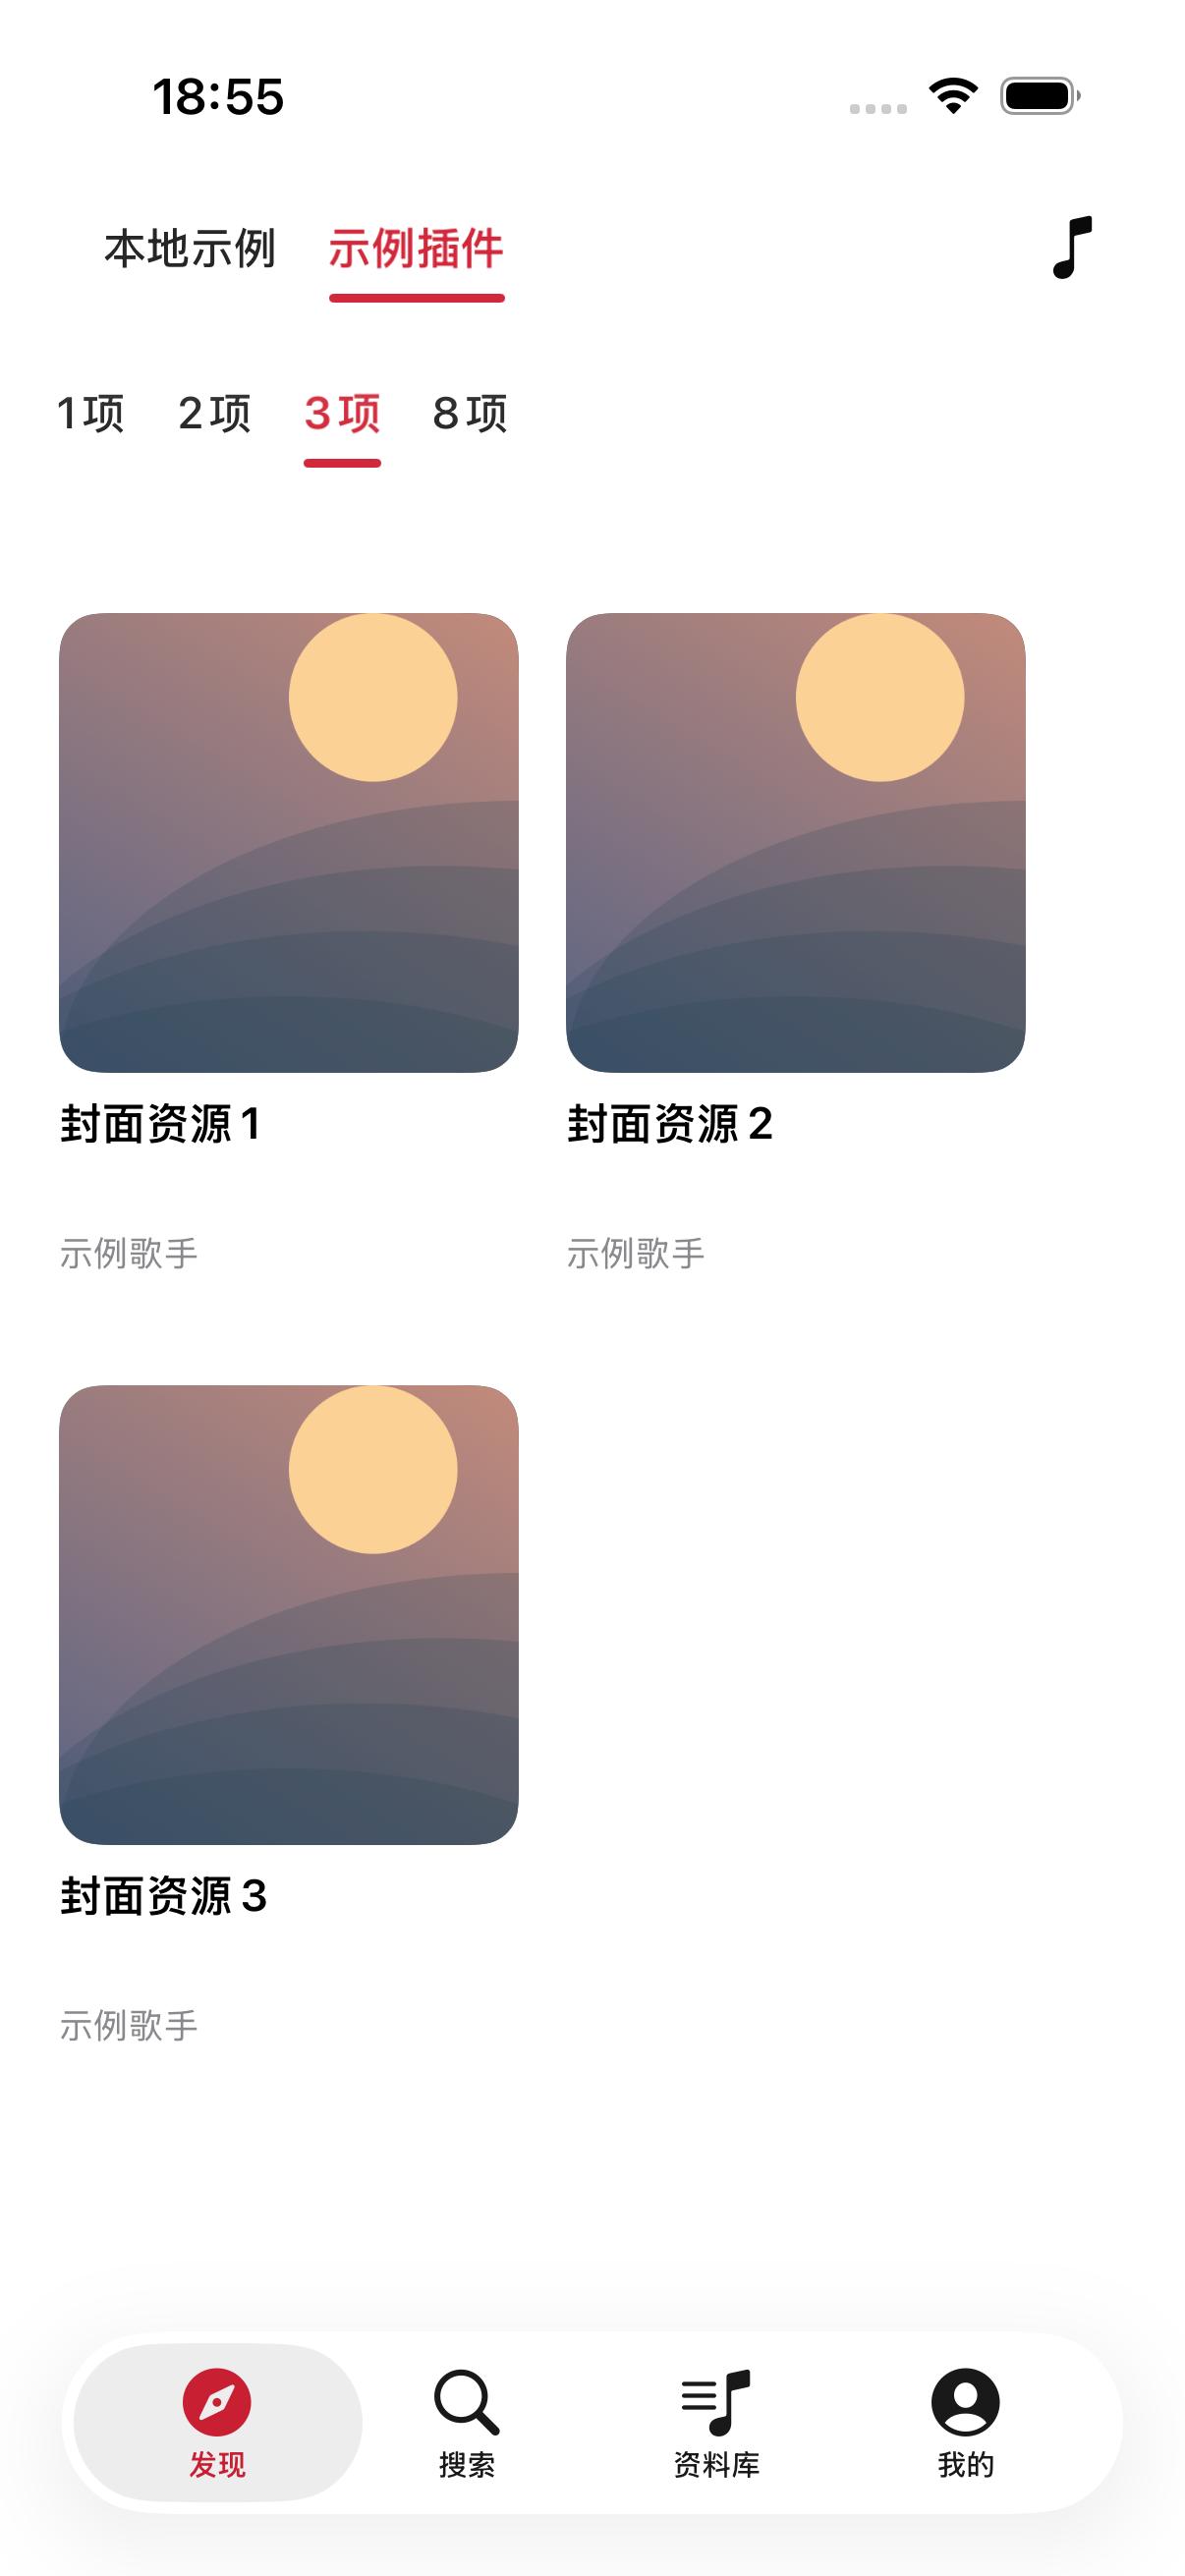 18:55
本地示例 示例插件
1项 2项 3项 8项
封面资源 1 封面资源 2
示例歌手 示例歌手
封面资源 3
示例歌手
发现 搜索 资料库 我的